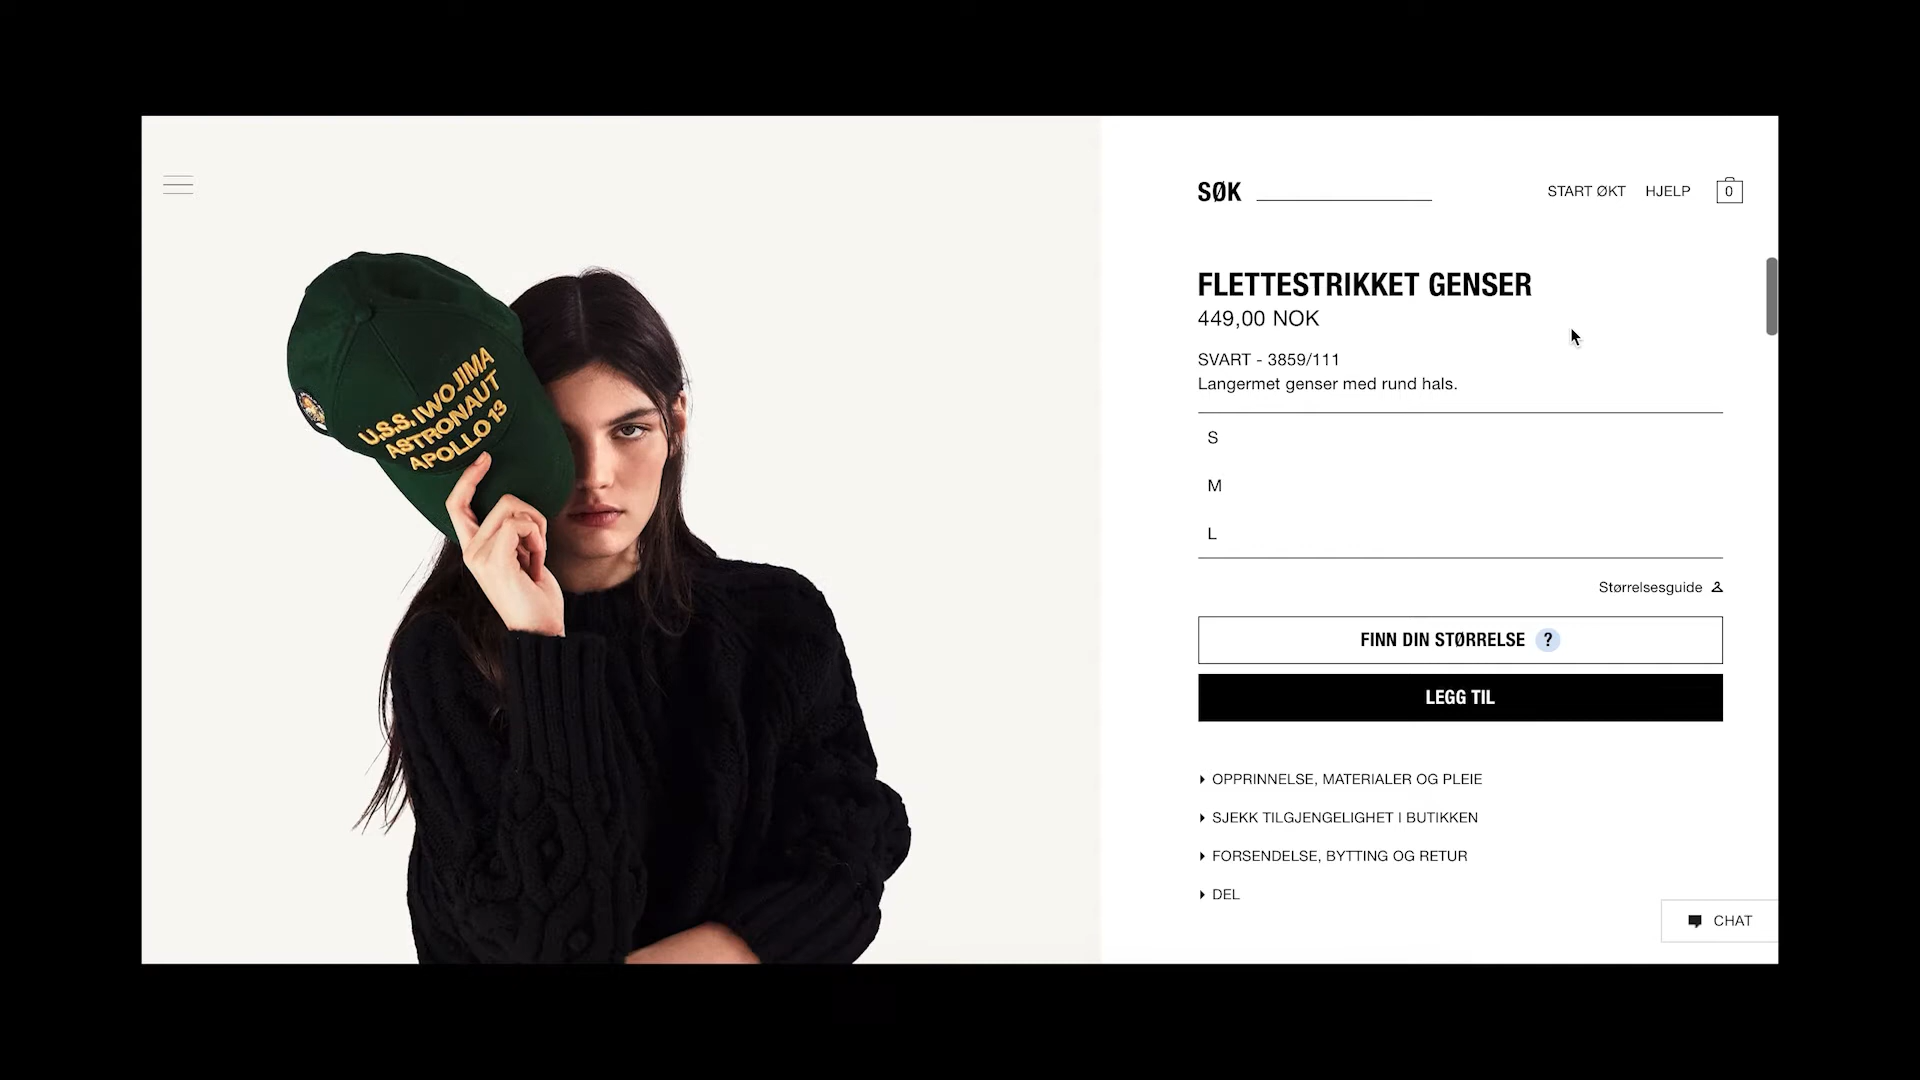 U.S.S. IWO JIMA
ASTRONAUT
APOLLO 13
SØK
START ØKT
HJELP
0
FLETTESTRIKKET GENSER
449,00 NOK
SVART - 3859/111
Langermet genser med rund hals.
S
M
L
Størrelsesguide
FINN DIN STØRRELSE ?
LEGG TIL
OPPRINNELSE, MATERIALER OG PLEIE
SJEKK TILGJENGELIGHET I BUTIKKEN
FORSENDELSE, BYTTING OG RETUR
DEL
CHAT